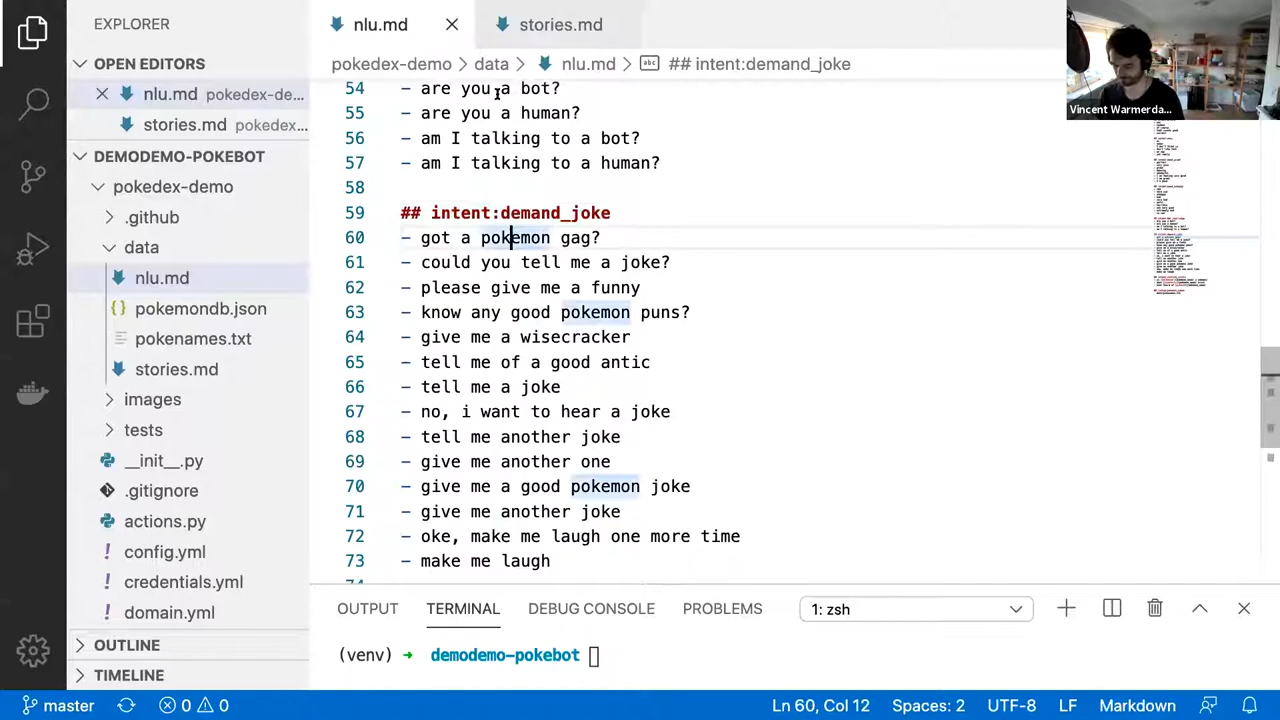 EXPLORER
OPEN EDITORS
nlu.md pokedex-de...
stories.md pokedex...
DEMODEMO-POKEBOT
pokedex-demo
.github
data
nlu.md
{} pokemondb.json
pokenames.txt
stories.md
images
tests
__init__.py
.gitignore
actions.py
! config.yml
! credentials.yml
! domain.yml
OUTLINE
TIMELINE
nlu.md
stories.md
pokedex-demo > data > nlu.md > abc ## intent:demand_joke
54 - are you a bot?
55 - are you a human?
56 - am I talking to a bot?
57 - am I talking to a human?
58
59 ## intent:demand_joke
60 - got a pokemon gag?
61 - could you tell me a joke?
62 - please give me a funny
63 - know any good pokemon puns?
64 - give me a wisecracker
65 - tell me of a good antic
66 - tell me a joke
67 - no, i want to hear a joke
68 - tell me another joke
69 - give me another one
70 - give me a good pokemon joke
71 - give me another joke
72 - oke, make me laugh one more time
73 - make me laugh
Vincent Warmerda...
OUTPUT
TERMINAL
DEBUG CONSOLE
PROBLEMS
1: zsh
(venv) → demodemo-pokebot
master
0
0
Ln 60, Col 12
Spaces: 2
UTF-8
LF
Markdown